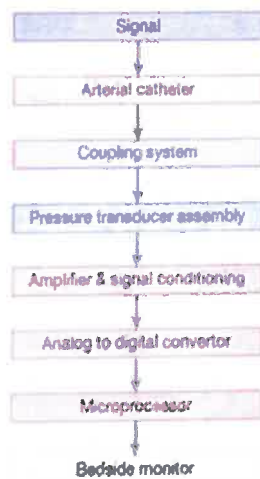 Signal
Arterial catheter
Coupling system
Pressure transducer assembly
Amplifier & signal conditioning
Analog to digital convertor
Microprocessor
Bedside monitor